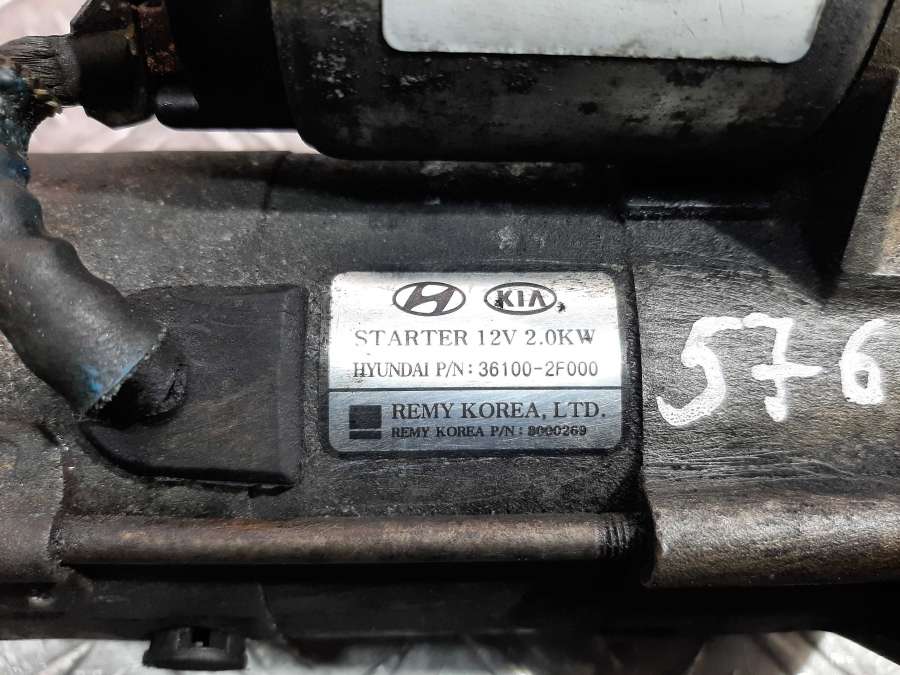 KIA
STARTER 12V 2.0KW
HYUNDAI P/N: 36100-2F000
576
REMY KOREA, LTD.
REMY KOREA P/N: 8000269